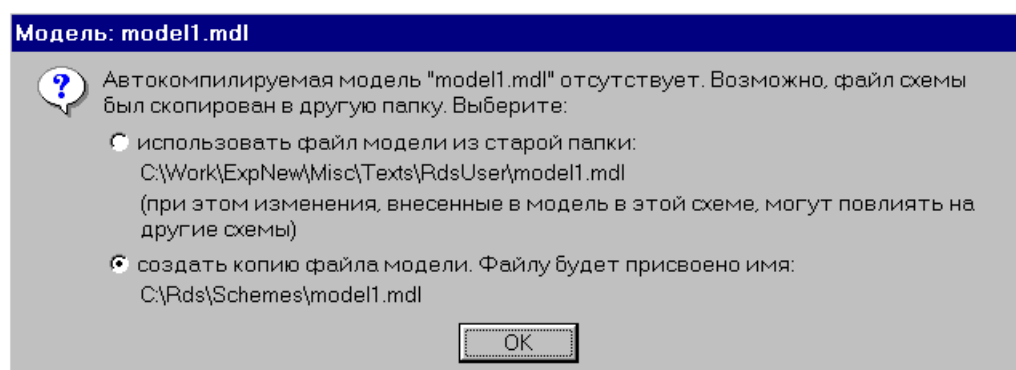 Модель: model1.mdl
Автокомпилируемая модель "model1.mdl" отсутствует. Возможно, файл схемы
был скопирован в другую папку. Выберите:
использовать файл модели из старой папки:
C:\Work\ExpNew\Misc\Texts\RdsUser\model1.mdl
(при этом изменения, внесенные в модель в этой схеме, могут повлиять на
другие схемы)
создать копию файла модели. Файлу будет присвоено имя:
C:\Rds\Schemes\model1.mdl
OK